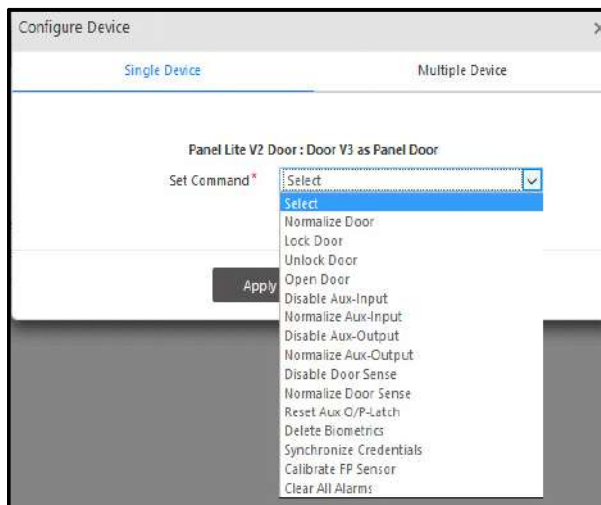 Configure Device
Single Device Multiple Device
Panel Lite V2 Door : Door V3 as Panel Door
Set Command* Select
Select
Normalize Door
Lock Door
Unlock Door
Open Door
Apply
Disable Aux-Input
Normalize Aux-Input
Disable Aux-Output
Normalize Aux-Output
Disable Door Sense
Normalize Door Sense
Reset Aux O/P-Latch
Delete Biometrics
Synchronize Credentials
Calibrate FP Sensor
Clear All Alarms